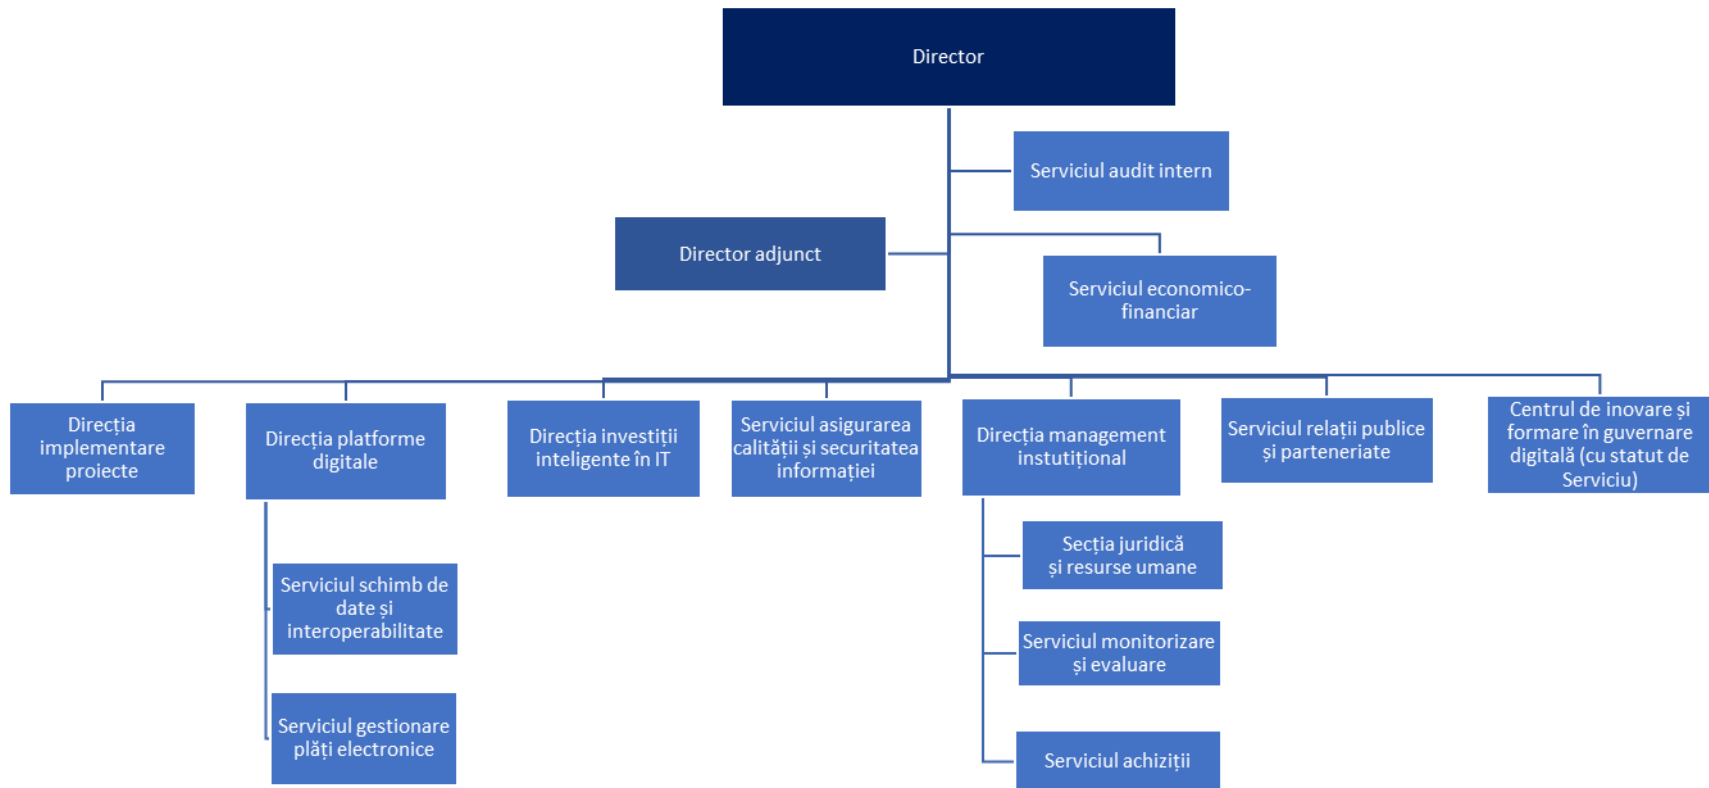 Director
Serviciul audit intern
Director adjunct
Serviciul economico-
financiar
Direcția
implementare
proiecte
Direcția platforme
digitale
Direcția investiții
inteligente în IT
Serviciul asigurarea
calității și securitatea
informației
Direcția management
instutițional
Serviciul relații publice
și parteneriate
Centrul de inovare și
formare în guvernare
digitală (cu statut de
Serviciu)
Serviciul schimb de
date și
interoperabilitate
Serviciul gestionare
plăți electronice
Secția juridică
și resurse umane
Serviciul monitorizare
și evaluare
Serviciul achiziții